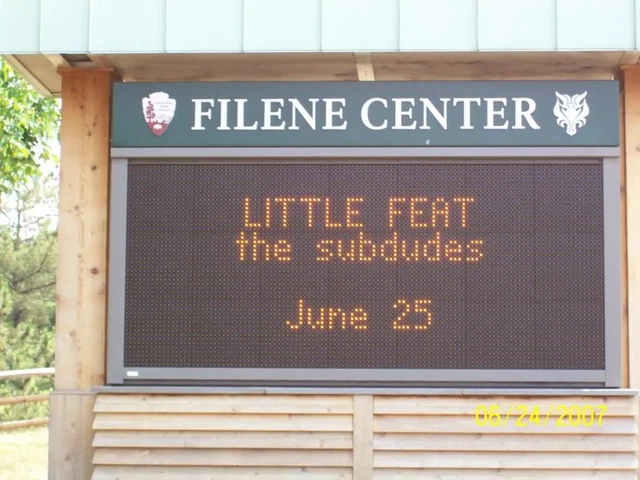 FILENE CENTER
LITTLE FEAT
the subdudes
June 25
06/24/2007